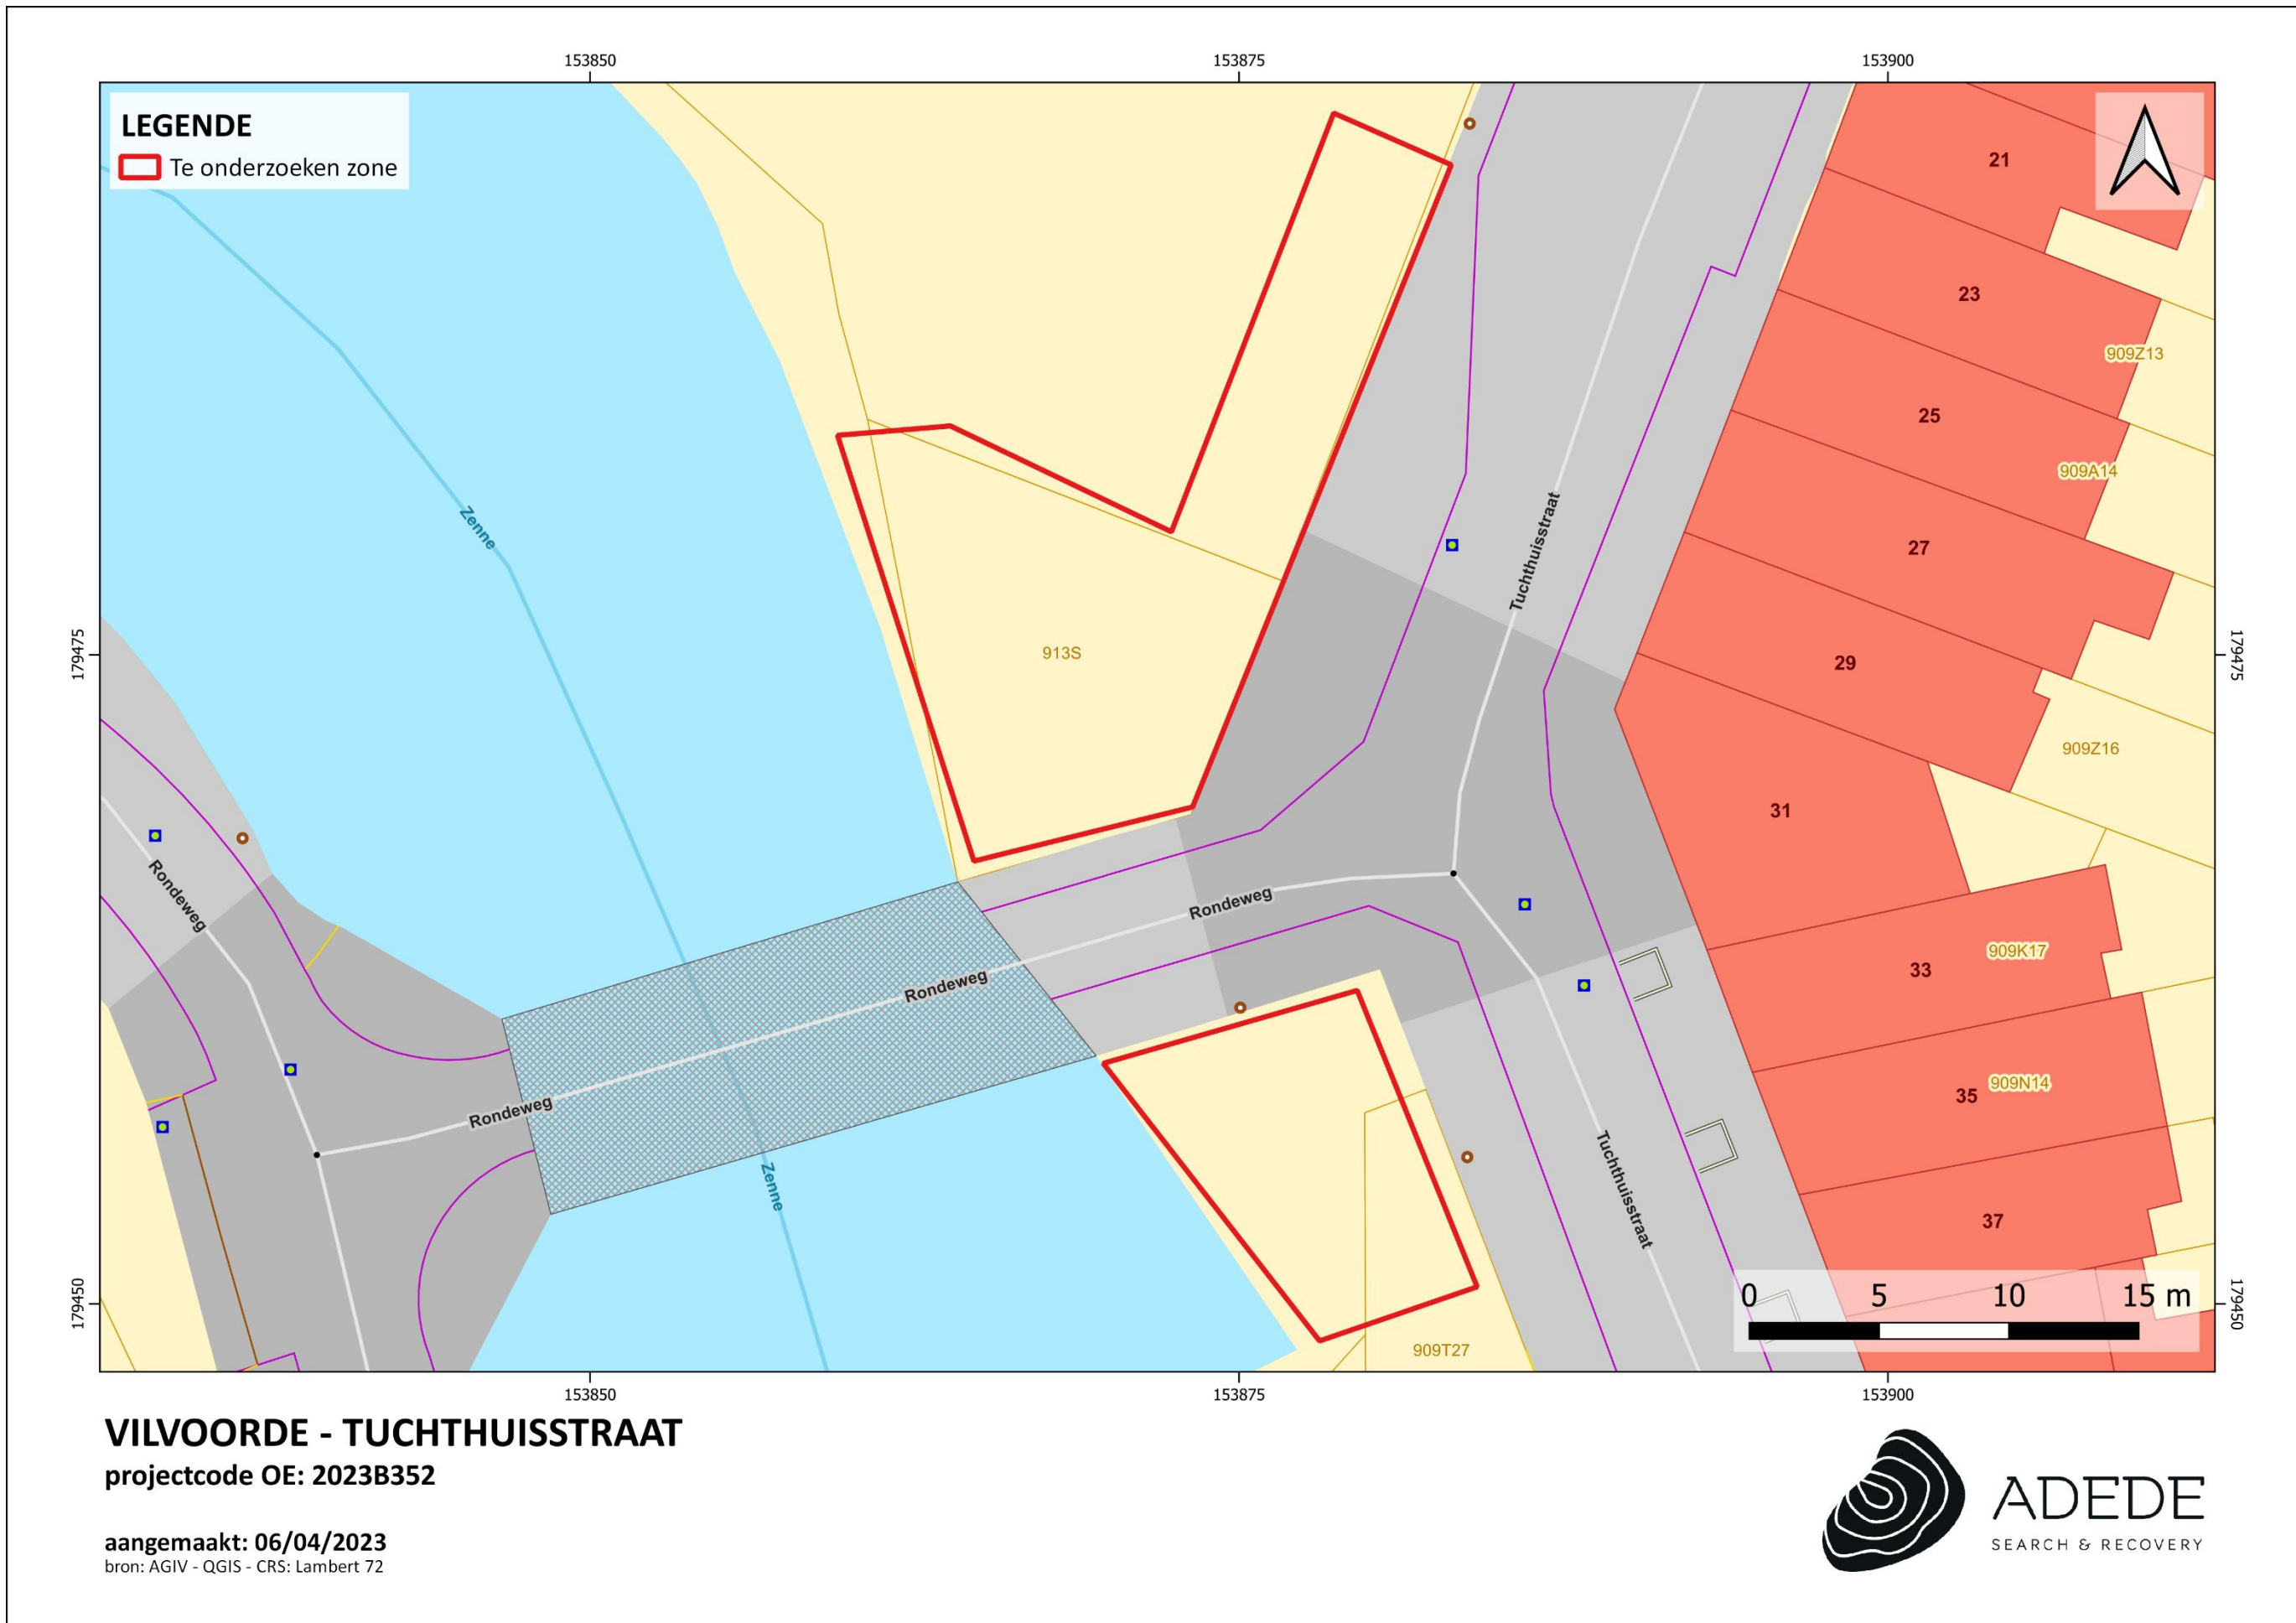 153850
153875
153900
LEGENDE
Te onderzoeken zone
21
23
909Z13
25
909A14
27
Zenne
Tuchthuisstraat
179475
179475
913S
29
909Z16
31
Rondeweg
Rondeweg
909K17
33
Rondeweg
35
909N14
Rondeweg
Zenne
Tuchthuisstraat
37
179450
179450
0 5 10 15 m
909T27
153850
153875
153900
VILVOORDE - TUCHTHUISSTRAAT
projectcode OE: 2023B352
aangemaakt: 06/04/2023
bron: AGIV - QGIS - CRS: Lambert 72
ADEDE
SEARCH & RECOVERY